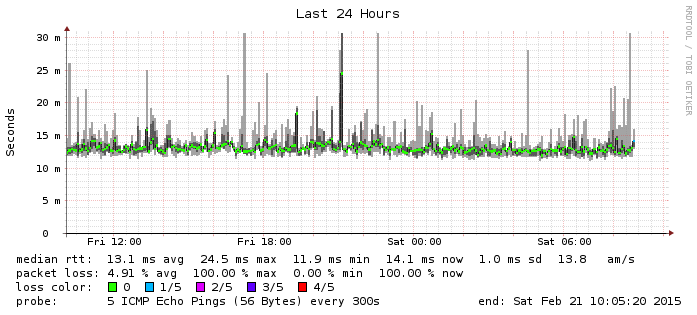 Last 24 Hours
RRDTOOL / TOBI OETIKER
Seconds
30 m
25 m
20 m
15 m
10 m
5 m
0
Fri 12:00 Fri 18:00 Sat 00:00 Sat 06:00
median rtt: 13.1 ms avg 24.5 ms max 11.9 ms min 14.1 ms now 1.0 ms sd 13.8 am/s
packet loss: 4.91 % avg 100.00 % max 0.00 % min 100.00 % now
loss color: 0 1/5 2/5 3/5 4/5
probe: 5 ICMP Echo Pings (56 Bytes) every 300s end: Sat Feb 21 10:05:20 2015